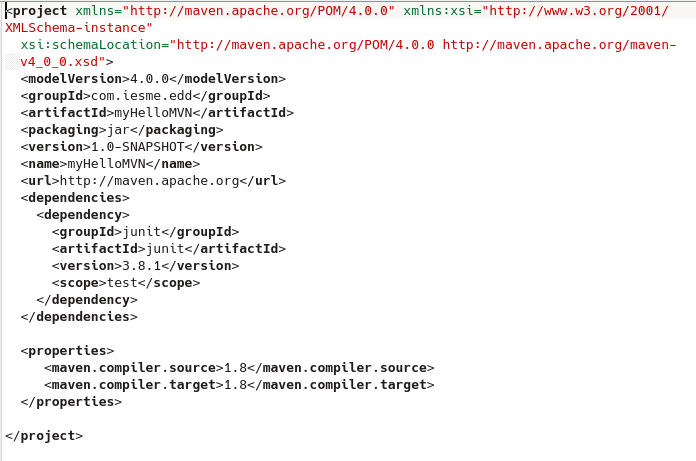 <project xmlns="http://maven.apache.org/POM/4.0.0" xmlns:xsi="http://www.w3.org/2001/
XMLSchema-instance"
  xsi:schemaLocation="http://maven.apache.org/POM/4.0.0 http://maven.apache.org/maven-
  v4_0_0.xsd">
  <modelVersion>4.0.0</modelVersion>
  <groupId>com.iesme.edd</groupId>
  <artifactId>myHelloMVN</artifactId>
  <packaging>jar</packaging>
  <version>1.0-SNAPSHOT</version>
  <name>myHelloMVN</name>
  <url>http://maven.apache.org</url>
  <dependencies>
    <dependency>
      <groupId>junit</groupId>
      <artifactId>junit</artifactId>
      <version>3.8.1</version>
      <scope>test</scope>
    </dependency>
  </dependencies>

  <properties>
     <maven.compiler.source>1.8</maven.compiler.source>
     <maven.compiler.target>1.8</maven.compiler.target>
  </properties>

</project>